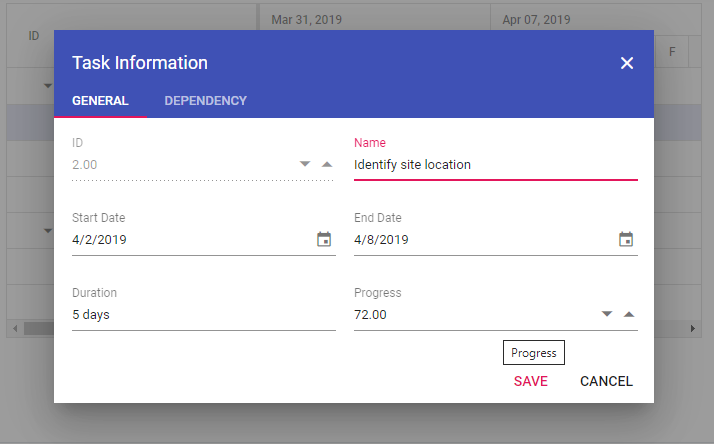 Mar 31, 2019 Apr 07, 2019
ID
F
Task Information
GENERAL DEPENDENCY
ID Name
2.00 Identify site location
Start Date End Date
4/2/2019 4/8/2019
Duration Progress
5 days 72.00
Progress
SAVE CANCEL